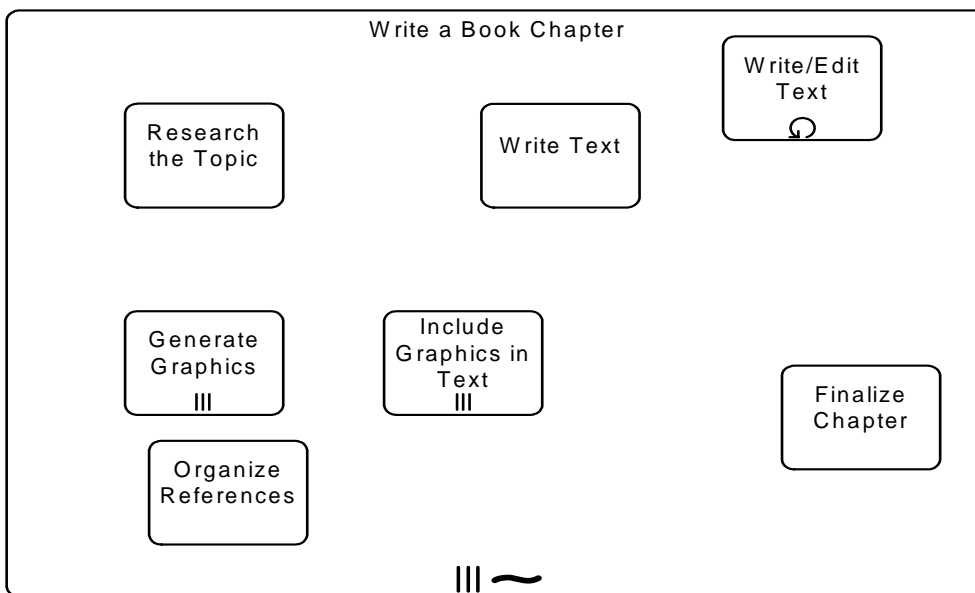 Write a Book Chapter
Write/Edit
Text
Research
the Topic
Write Text
Generate
Graphics
Include
Graphics in
Text
Finalize
Chapter
Organize
References